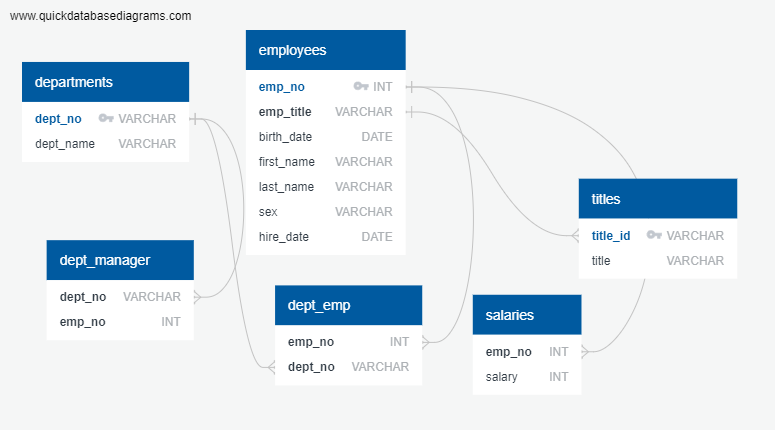 www.quickdatabasediagrams.com
employees
emp_no INT
emp_title VARCHAR
birth_date DATE
first_name VARCHAR
last_name VARCHAR
sex VARCHAR
hire_date DATE
departments
dept_no VARCHAR
dept_name VARCHAR
titles
title_id VARCHAR
title VARCHAR
dept_manager
dept_no VARCHAR
emp_no INT
dept_emp
emp_no INT
dept_no VARCHAR
salaries
emp_no INT
salary INT